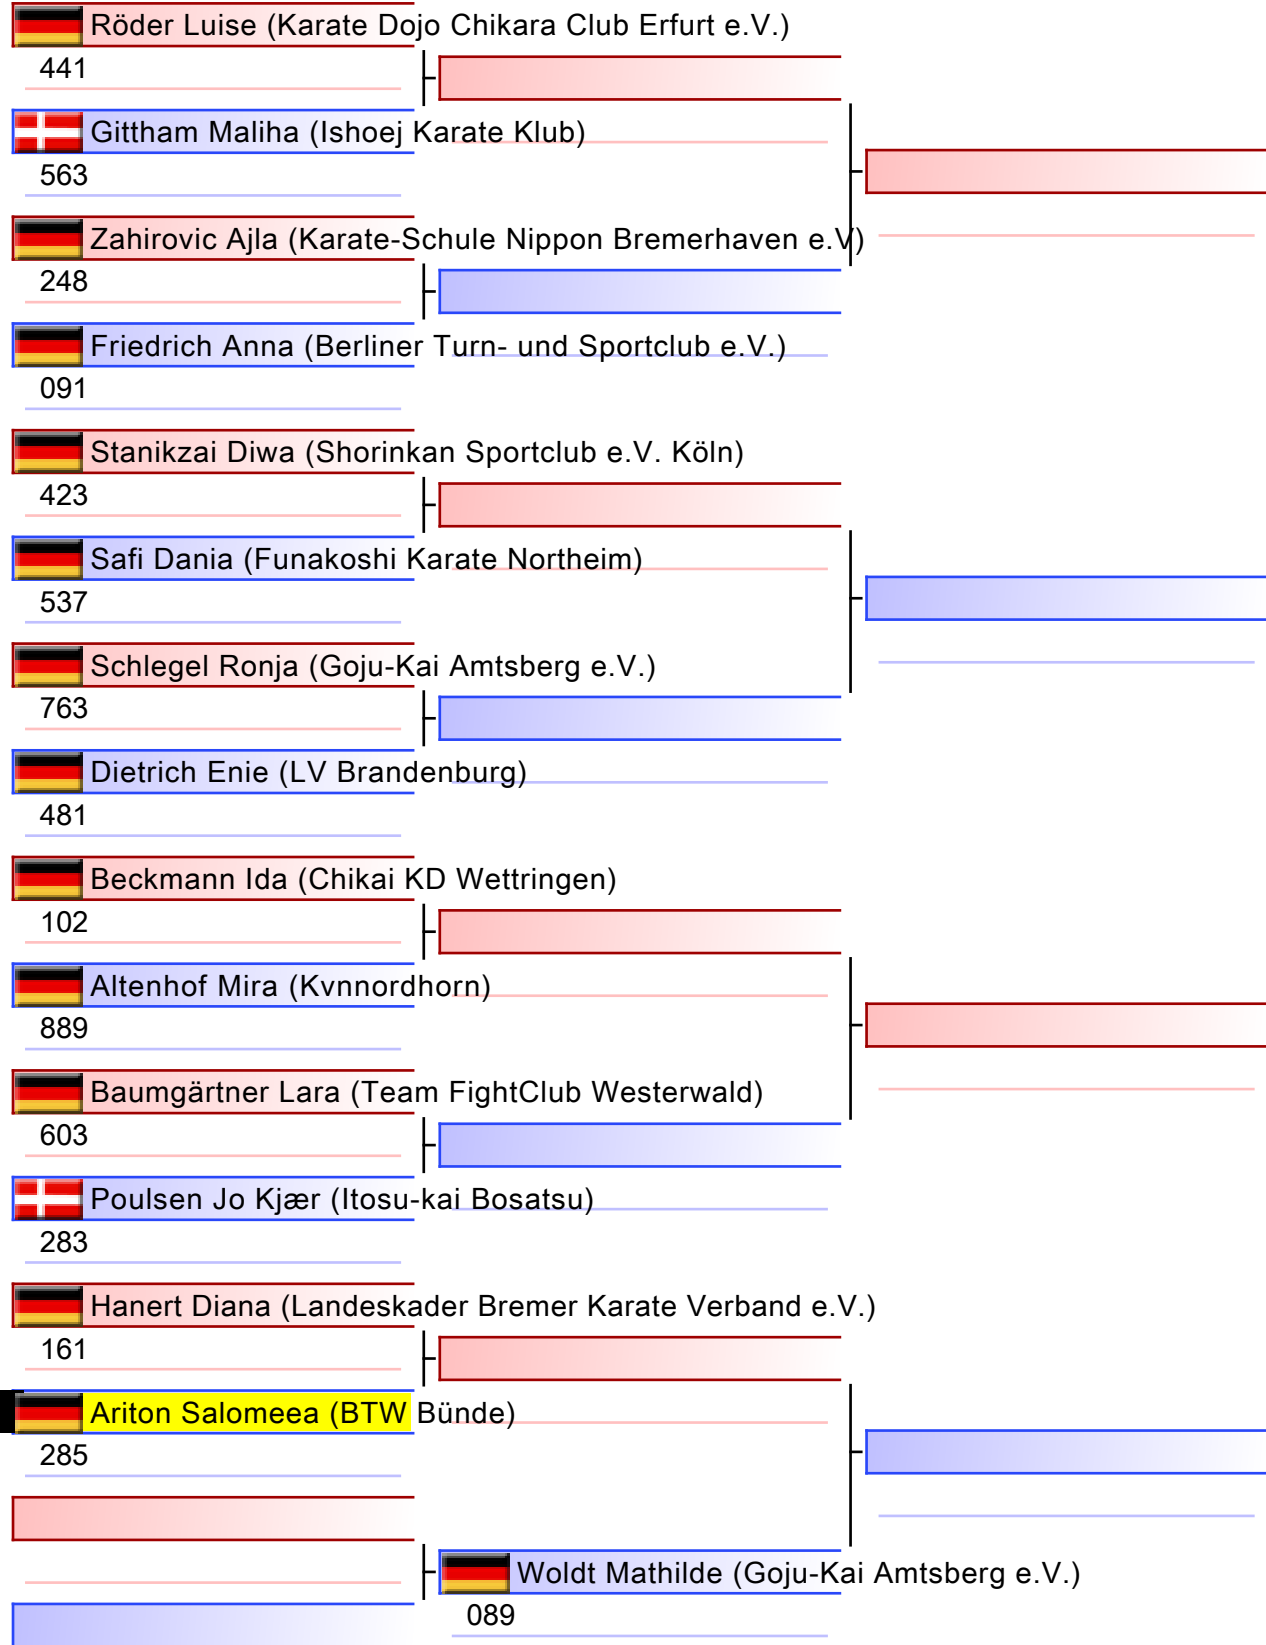 Röder Luise (Karate Dojo Chikara Club Erfurt e.V.)
441
Gittham Maliha (Ishoej Karate Klub)
563
Zahirovic Ajla (Karate-Schule Nippon Bremerhaven e.V)
248
Friedrich Anna (Berliner Turn- und Sportclub e.V.)
091
Stanikzai Diwa (Shorinkan Sportclub e.V. Köln)
423
Safi Dania (Funakoshi Karate Northeim)
537
Schlegel Ronja (Goju-Kai Amtsberg e.V.)
763
Dietrich Enie (LV Brandenburg)
481
Beckmann Ida (Chikai KD Wettringen)
102
Altenhof Mira (Kvnnordhorn)
889
Baumgärtner Lara (Team FightClub Westerwald)
603
Poulsen Jo Kjær (Itosu-kai Bosatsu)
283
Hanert Diana (Landeskader Bremer Karate Verband e.V.)
161
Ariton Salomeea (BTW Bünde)
285
Woldt Mathilde (Goju-Kai Amtsberg e.V.)
089